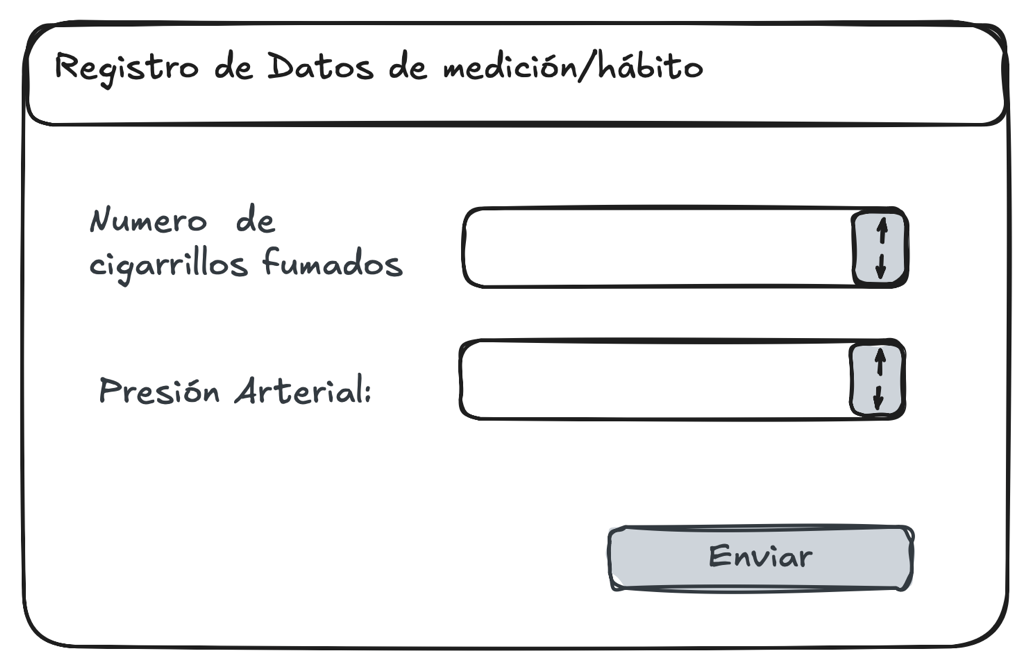 Registro de Datos de medición/hábito
Numero de
cigarrillos fumados
Presión Arterial:
Enviar